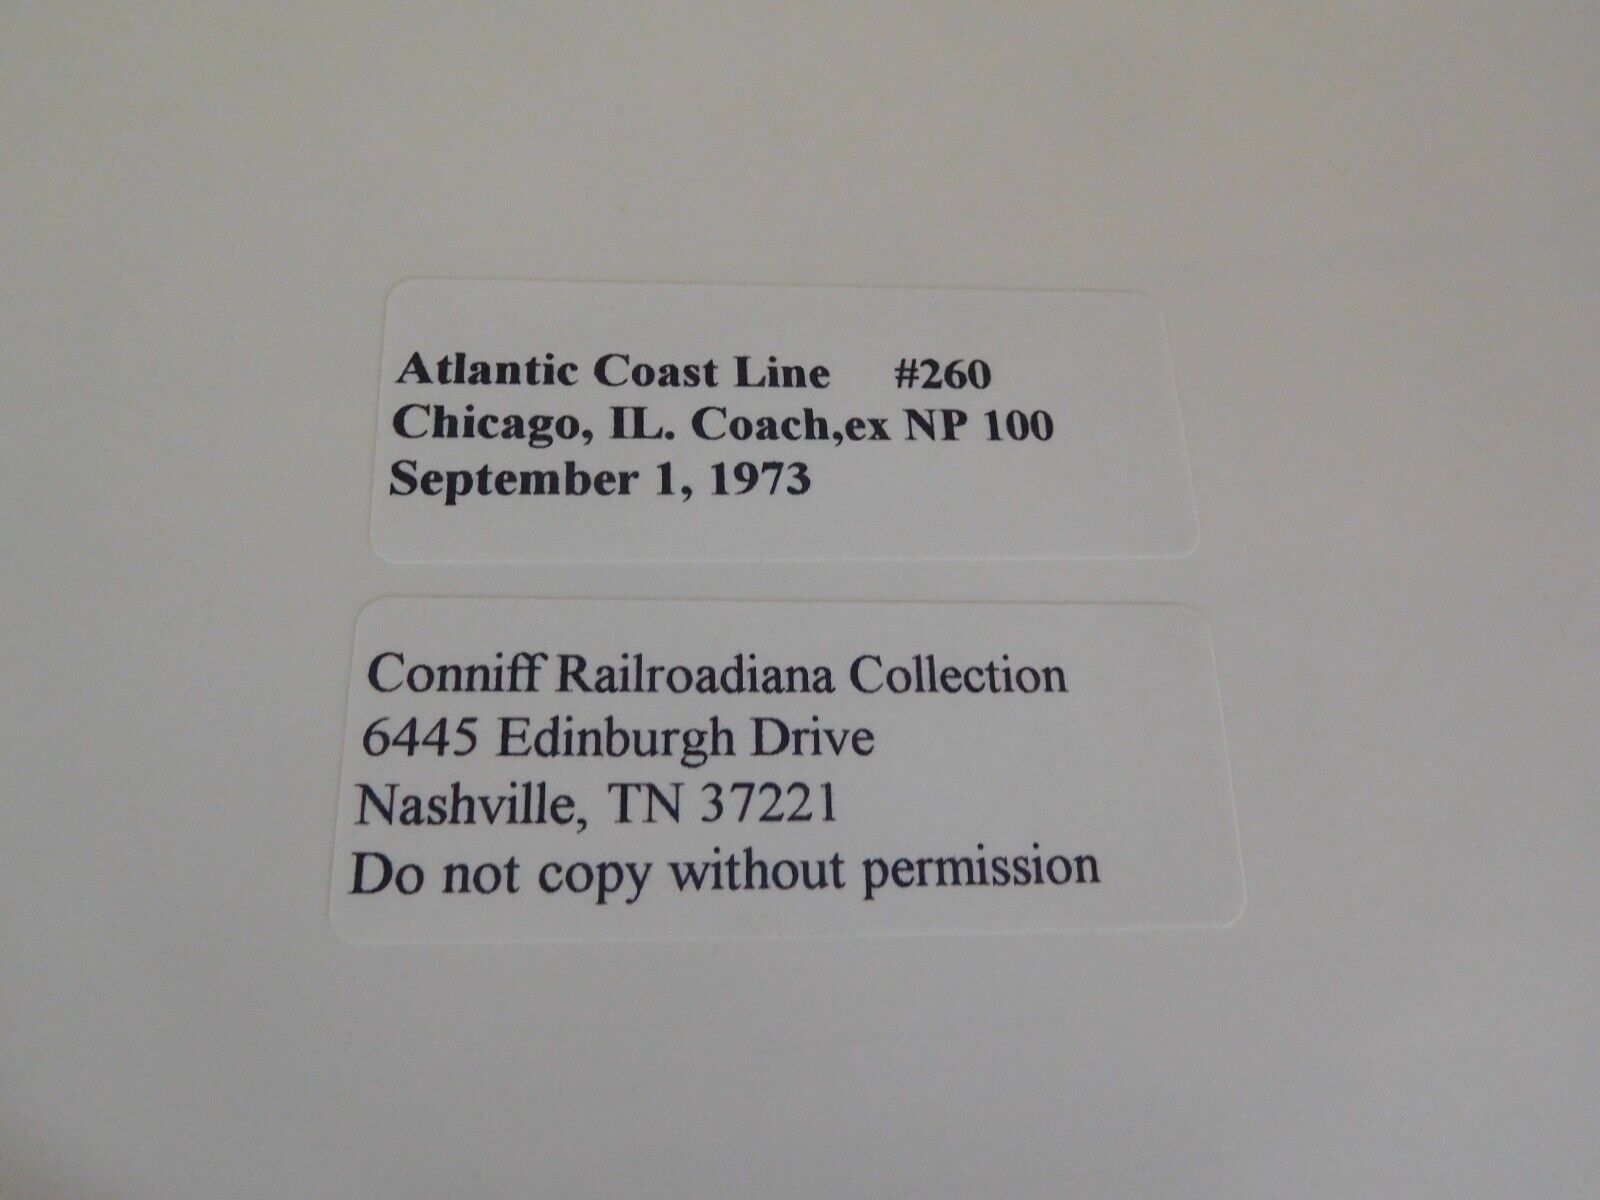 Atlantic Coast Line #260
Chicago, IL. Coach,ex NP 100
September 1, 1973
Conniff Railroadiana Collection
6445 Edinburgh Drive
Nashville, TN 37221
Do not copy without permission